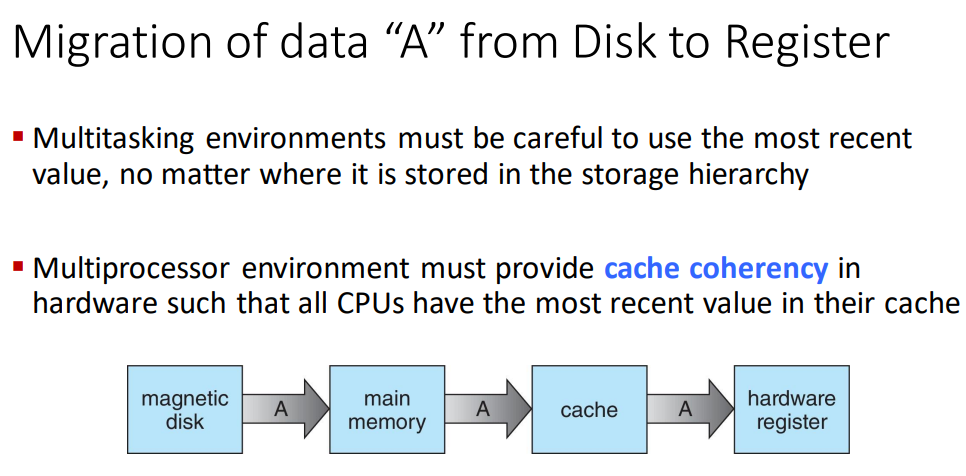 Migration of data “A” from Disk to Register
▪ Multitasking environments must be careful to use the most recent
value, no matter where it is stored in the storage hierarchy
▪ Multiprocessor environment must provide cache coherency in
hardware such that all CPUs have the most recent value in their cache
magnetic
disk
A
main
memory
A
cache
A
hardware
register